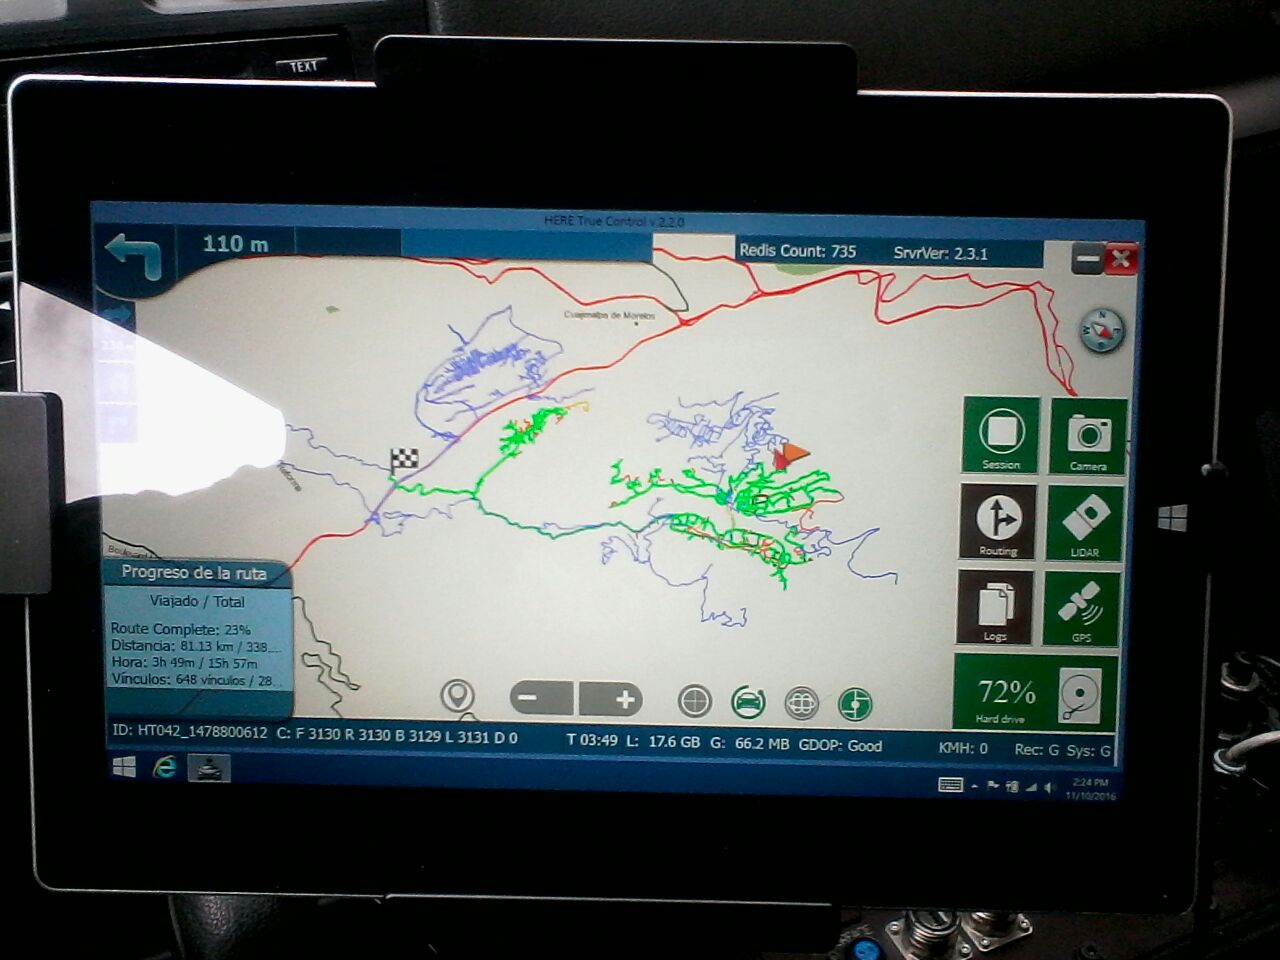 TEXT
HERE True Control v.2.2.0
110 m
Redis Count: 735 SrvrVer: 2.3.1
Cuajimalpa de Morelos
N
Session
Camera
Routing
LIDAR
Logs
GPS
72%
Hard drive
Progreso de la ruta
Viajado / Total
Route Complete: 23%
Distancia: 81.13 km / 338....
Hora: 3h 49m / 15h 57m
Vínculos: 648 vínculos / 28...
ID: HT042_1478800612 C: F 3130 R 3130 B 3129 L 3131 D 0 T 03:49 L: 17.6 GB G: 66.2 MB GDOP: Good KMH: 0 Rec: G Sys: G
2:24 PM
11/10/2016